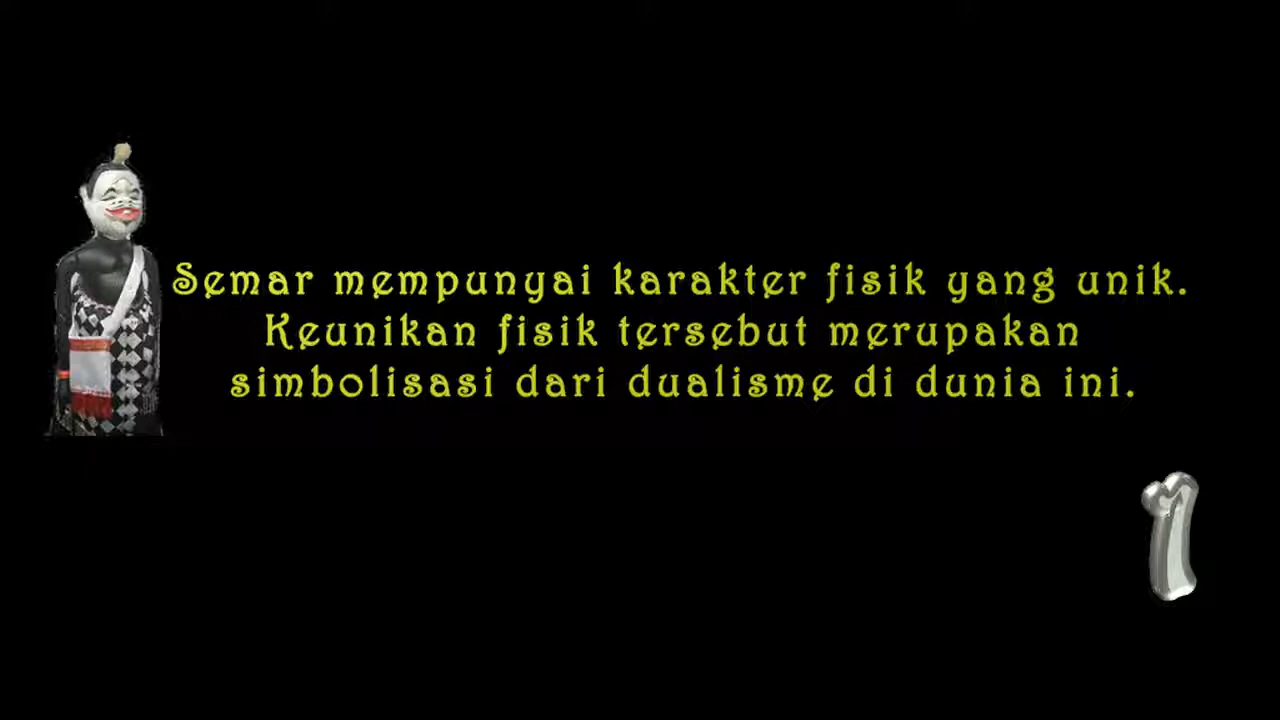 Semar mempunyai karakter fisik yang unik.
Keunikan fisik tersebut merupakan
simbolisasi dari dualisme di dunia ini.
1